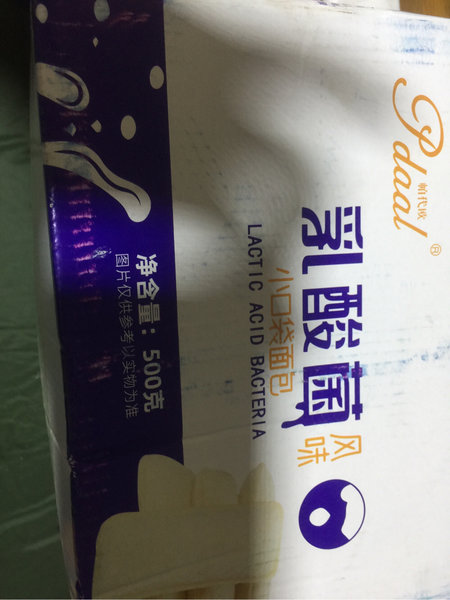 Pdaal®
帕代欧
乳酸菌风味
小口袋面包
LACTIC ACID BACTERIA
净含量：500克
图片仅供参考以实物为准